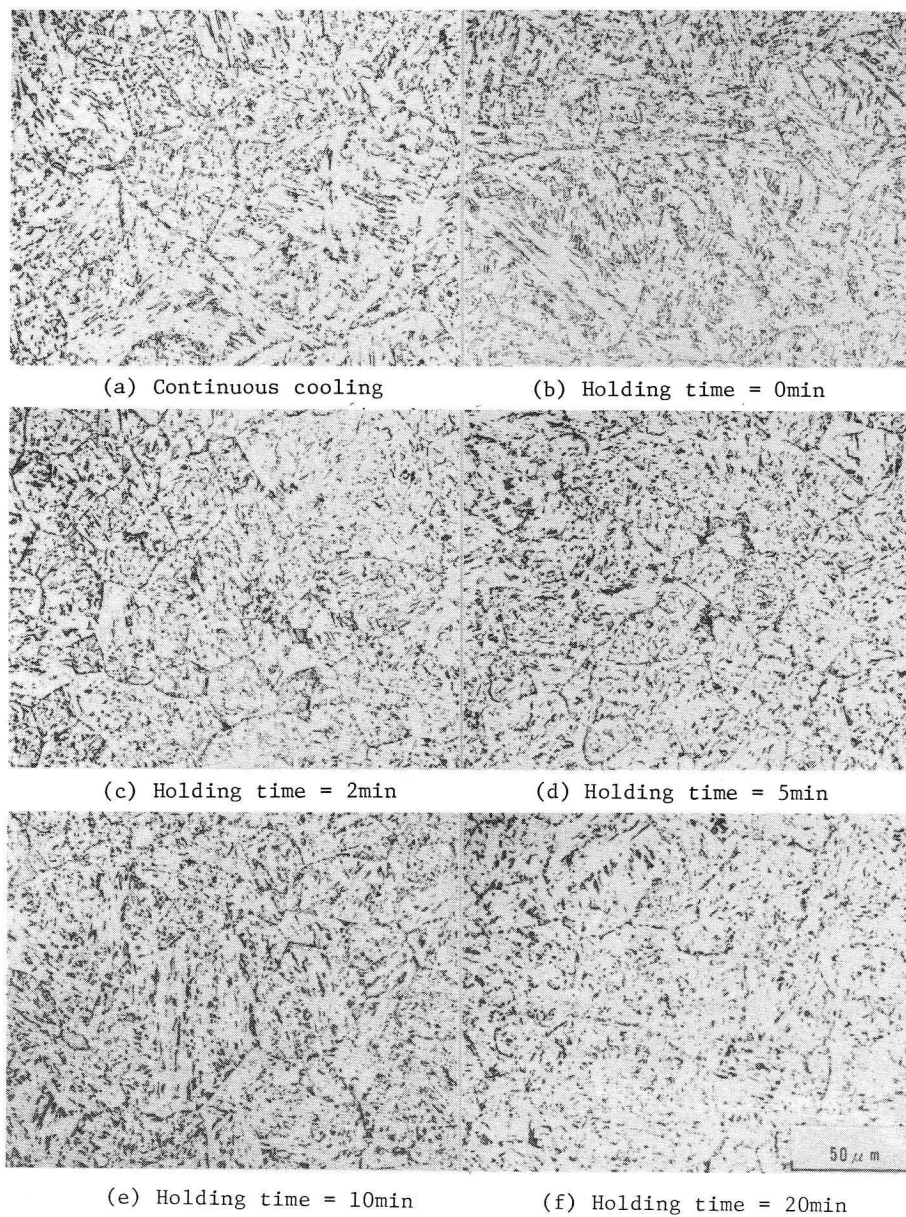 (a) Continuous cooling
(b) Holding time = 0min
(c) Holding time = 2min
(d) Holding time = 5min
50 μm
(e) Holding time = 10min
(f) Holding time = 20min